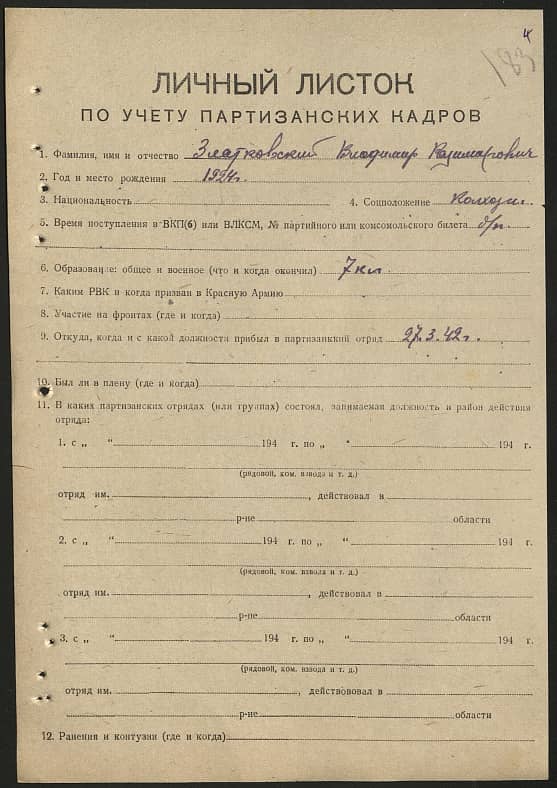 4
183
ЛИЧНЫЙ ЛИСТОК
ПО УЧЕТУ ПАРТИЗАНСКИХ КАДРОВ
1. Фамилия, имя и отчество Златковский Владимир Казимирович
2. Год и место рождения 1924г.
3. Национальность 4. Соцположение Колхозн.
5. Время поступления в ВКП(б) или ВЛКСМ, № партийного или комсомольского билета б/п.
6. Образование: общее и военное (что и когда окончил) 7 кл.
7. Каким РВК и когда призван в Красную Армию
8. Участие на фронтах (где и когда)
9. Откуда, когда и с какой должности прибыл в партизанский отряд 27.3.42г.
10. Был ли в плену (где и когда)
11. В каких партизанских отрядах (или группах) состоял, занимаемая должность и район действия
отряда:
1. с „ “ 194 г. по „ “ 194 г.
(рядовой, ком. взвода и т. д.)
отряд им. , действовал в
р-не области
2. с „ “ 194 г. по „ “ 194 г.
(рядовой, ком. взвола и т. д.)
отряд им. , действовал в
р-не области
3. с „ “ 194 г. по „ “ 194 г.
(рядовой, ком. взвода и т. д.)
отряд им. , действововал в
р-не области
12. Ранения и контузии (где и когда)